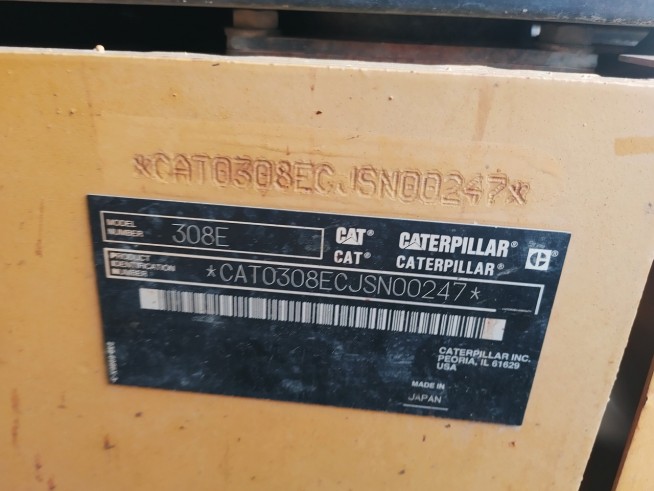 *CAT0308ECJSN00247*
MODEL NUMBER 308E
CAT® CATERPILLAR®
CAT® CATERPILLAR® C
PRODUCT IDENTIFICATION NUMBER *CAT0308ECJSN00247*
CATERPILLAR INC.
PEORIA, IL 61629
USA
MADE IN
JAPAN